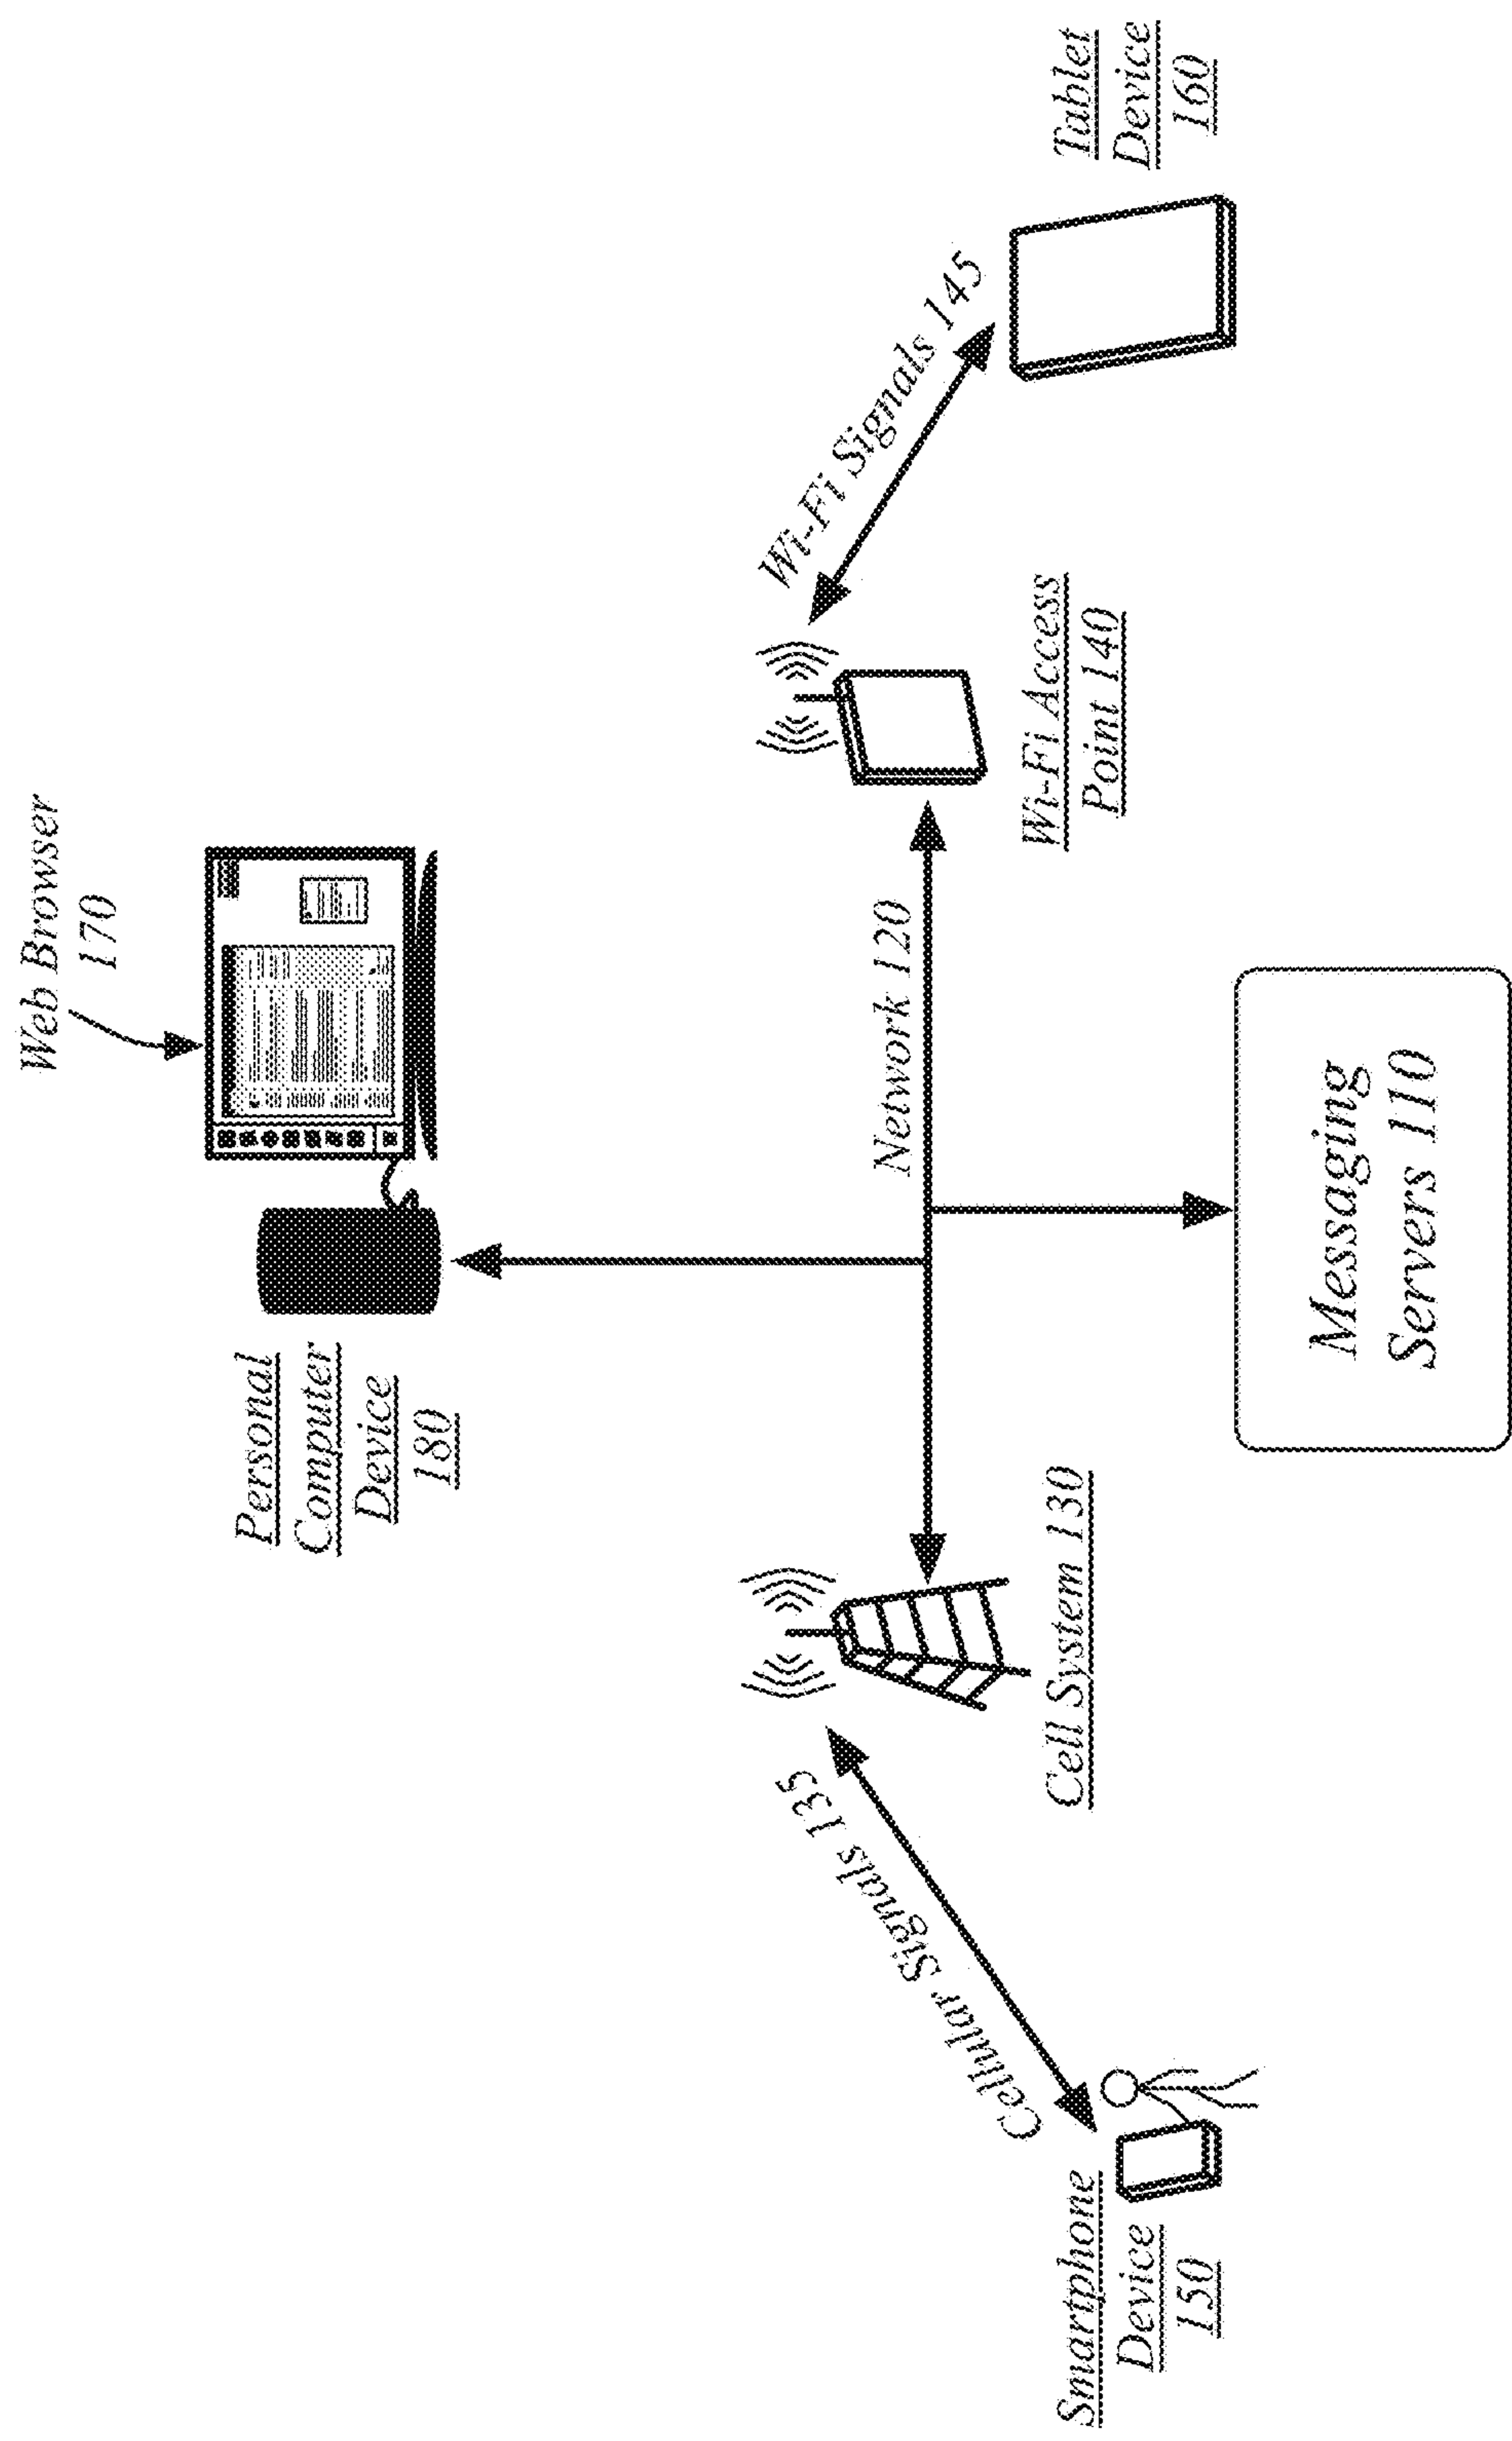 Web Browser
170
Personal
Computer
Device
180
Network 120
Cellular Signals 135
Wi-Fi Signals 145
Smartphone
Device
150
Cell System 130
Wi-Fi Access
Point 140
Tablet
Device
160
Messaging
Servers 110